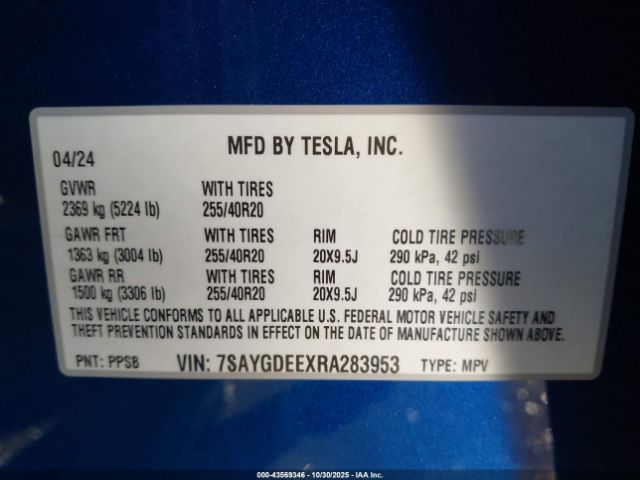 MFD BY TESLA, INC.
04/24
GVWR WITH TIRES
2369 kg (5224 lb) 255/40R20
GAWR FRT WITH TIRES RIM COLD TIRE PRESSURE
1363 kg (3004 lb) 255/40R20 20X9.5J 290 kPa, 42 psi
GAWR RR WITH TIRES RIM COLD TIRE PRESSURE
1500 kg (3306 lb) 255/40R20 20X9.5J 290 kPa, 42 psi
THIS VEHICLE CONFORMS TO ALL APPLICABLE U.S. FEDERAL MOTOR VEHICLE SAFETY AND
THEFT PREVENTION STANDARDS IN EFFECT ON THE DATE OF MANUFACTURE SHOWN ABOVE.
PNT: PPSB VIN: 7SAYGDEEXRA283953 TYPE: MPV
000-43569346 - 10/30/2025 - IAA Inc.